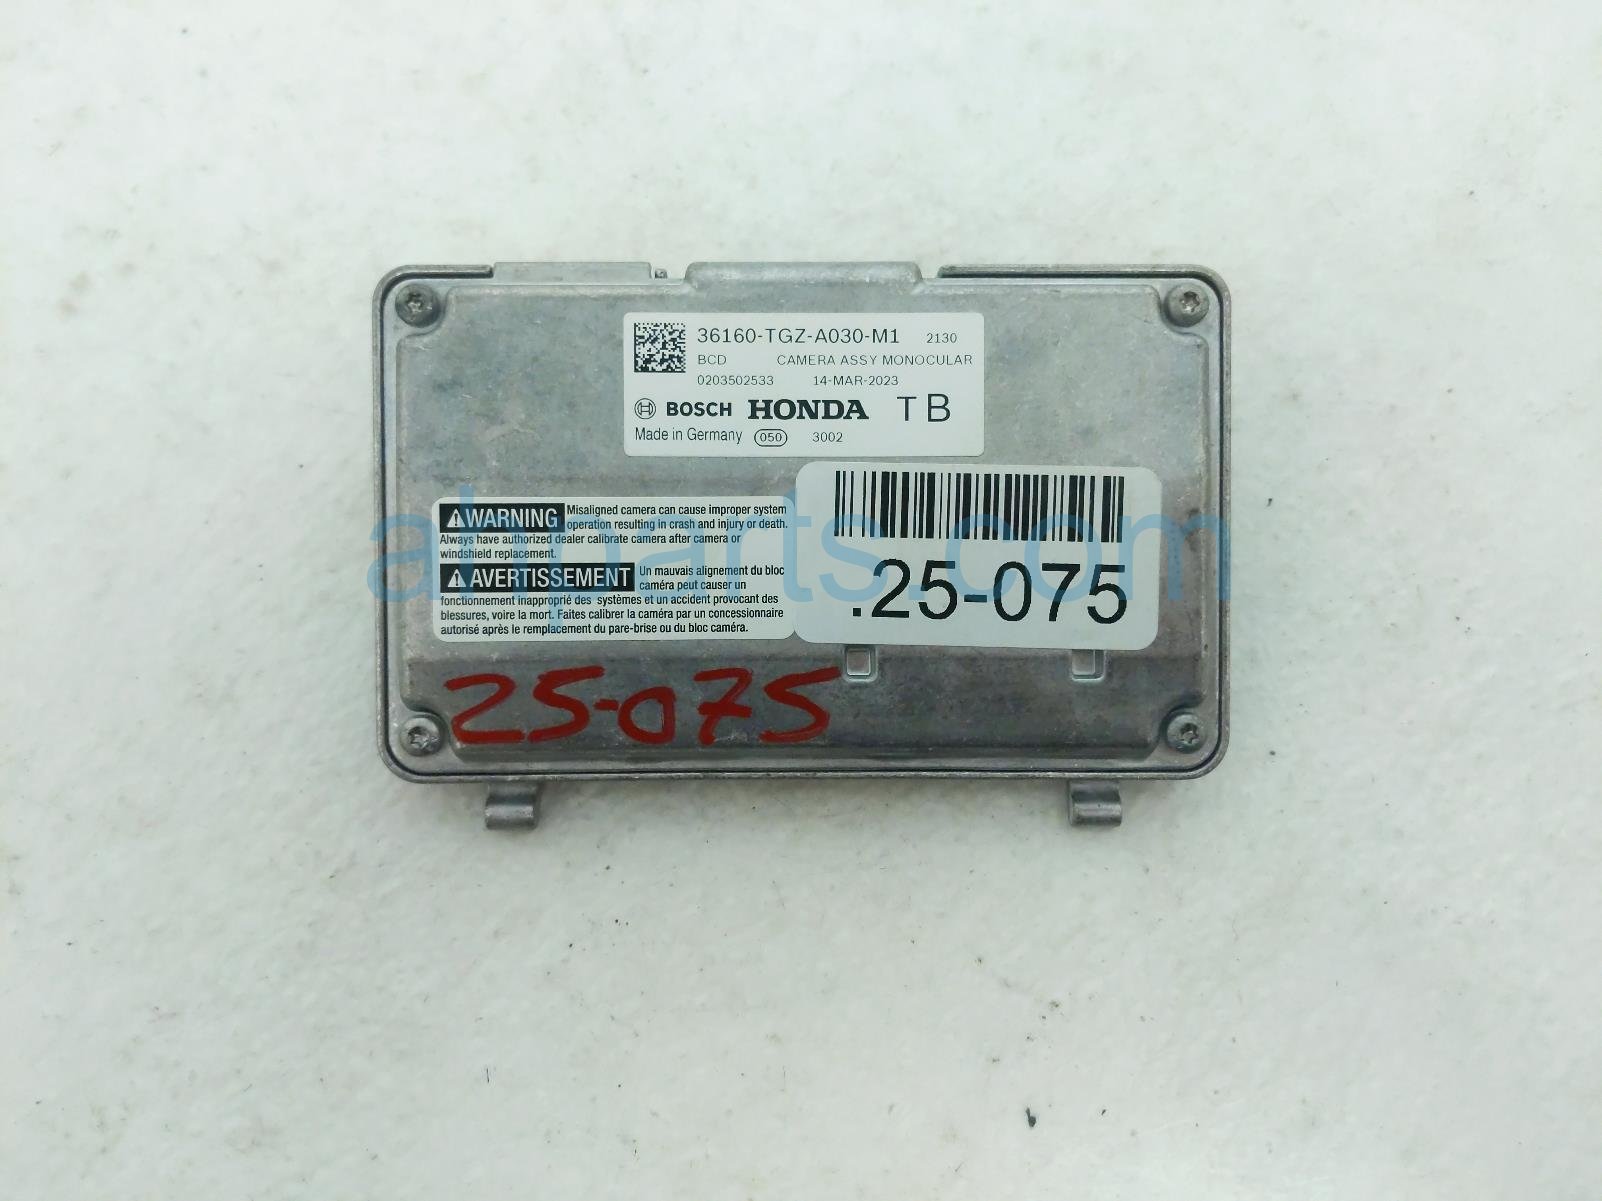 36160-TGZ-A030-M1 2130
BCD CAMERA ASSY MONOCULAR
0203502533 14-MAR-2023
BOSCH HONDA TB
Made in Germany 050 3002
WARNING Misaligned camera can cause improper system
operation resulting in crash and injury or death.
Always have authorized dealer calibrate camera after camera or
windshield replacement.
AVERTISSEMENT Un mauvais alignement du bloc
caméra peut causer un
fonctionnement inapproprié des systèmes et un accident provocant des
blessures, voire la mort. Faites calibrer la caméra par un concessionnaire
autorisé après le remplacement du pare-brise ou du bloc caméra.
.25-075
25-075
ahparts.com